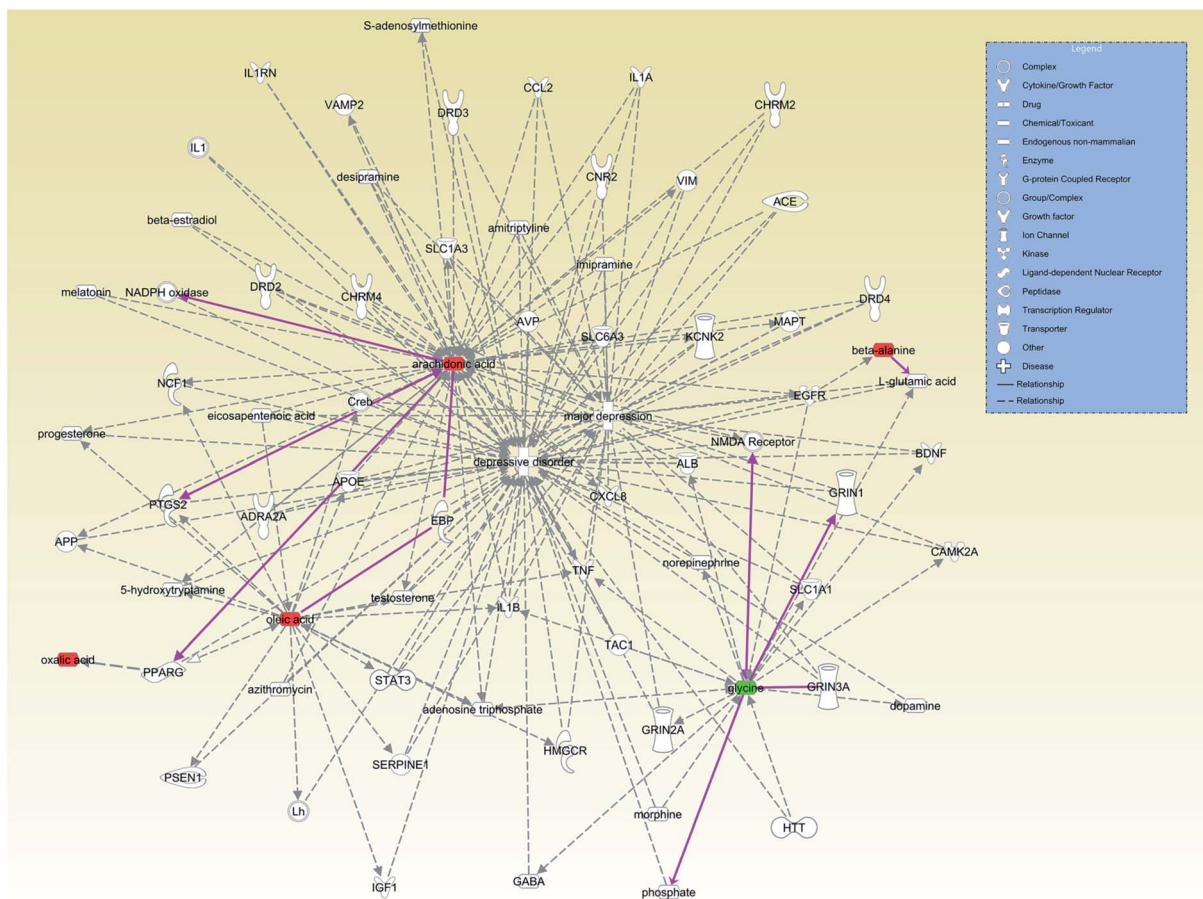 S-adenosylmethionine
IL1RN
CCL2
IL1A
VAMP2
DRD3
CHRM2
IL1
desipramine
CNR2
VIM
ACE
beta-estradiol
amitriptyline
SLC1A3
imipramine
melatonin
NADPH oxidase
DRD2
CHRM4
DRD4
AVP
SLC6A3
KCNK2
MAPT
arachidonic acid
beta-alanine
NCF1
L-glutamic acid
Creb
EGFR
eicosapentenoic acid
major depression
progesterone
NMDA Receptor
BDNF
depressive disorder
ALB
APOE
GRIN1
PTGS2
CXCL8
ADRA2A
EBP
APP
CAMK2A
norepinephrine
TNF
5-hydroxytryptamine
SLC1A1
testosterone
IL1B
oleic acid
TAC1
oxalic acid
PPARG
STAT3
azithromycin
glycine
GRIN3A
adenosine triphosphate
dopamine
GRIN2A
HMGCR
SERPINE1
PSEN1
Lh
morphine
HTT
IGF1
GABA
phosphate
Legend
Complex
Cytokine/Growth Factor
Drug
Chemical/Toxicant
Endogenous non-mammalian
Enzyme
G-protein Coupled Receptor
Group/Complex
Growth factor
Ion Channel
Kinase
Ligand-dependent Nuclear Receptor
Peptidase
Transcription Regulator
Transporter
Other
Disease
Relationship
Relationship